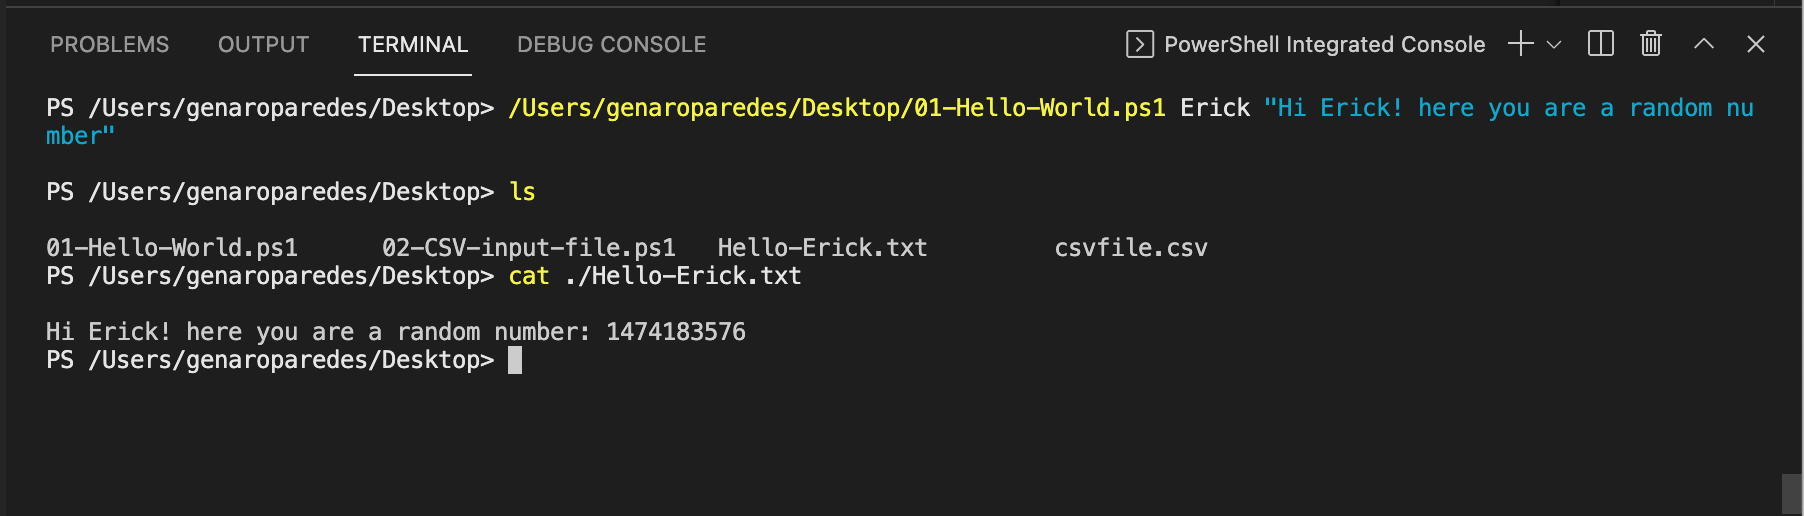 PROBLEMS OUTPUT TERMINAL DEBUG CONSOLE PowerShell Integrated Console
PS /Users/genaroparedes/Desktop> /Users/genaroparedes/Desktop/01-Hello-World.ps1 Erick "Hi Erick! here you are a random nu
mber"
PS /Users/genaroparedes/Desktop> ls
01-Hello-World.ps1 02-CSV-input-file.ps1 Hello-Erick.txt csvfile.csv
PS /Users/genaroparedes/Desktop> cat ./Hello-Erick.txt
Hi Erick! here you are a random number: 1474183576
PS /Users/genaroparedes/Desktop>